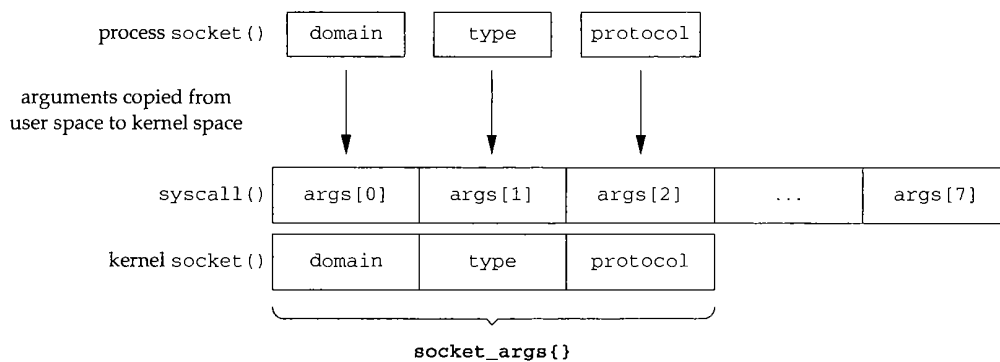 process socket() domain type protocol
arguments copied from
user space to kernel space
syscall() args[0] args[1] args[2] ... args[7]
kernel socket() domain type protocol
socket_args{}